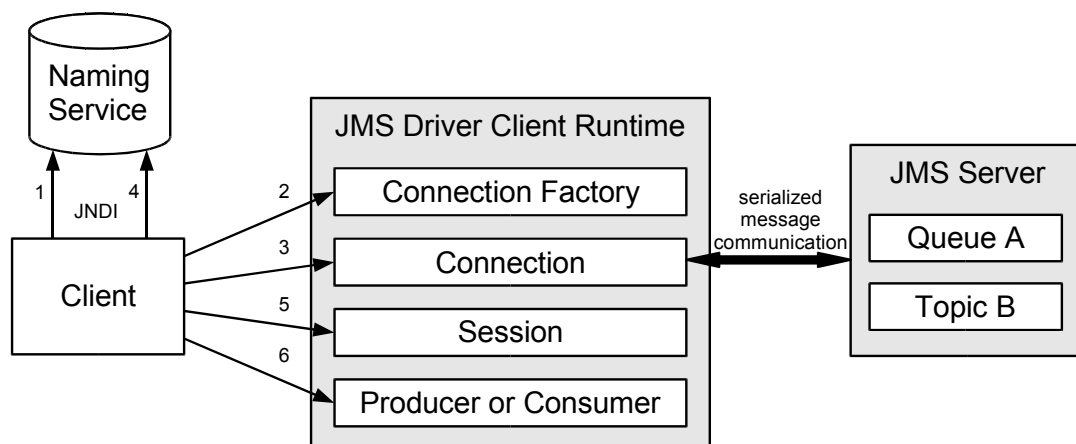 Naming
Service
1
4
JNDI
Client
JMS Driver Client Runtime
2
Connection Factory
3
Connection
5
Session
6
Producer or Consumer
serialized
message
communication
JMS Server
Queue A
Topic B